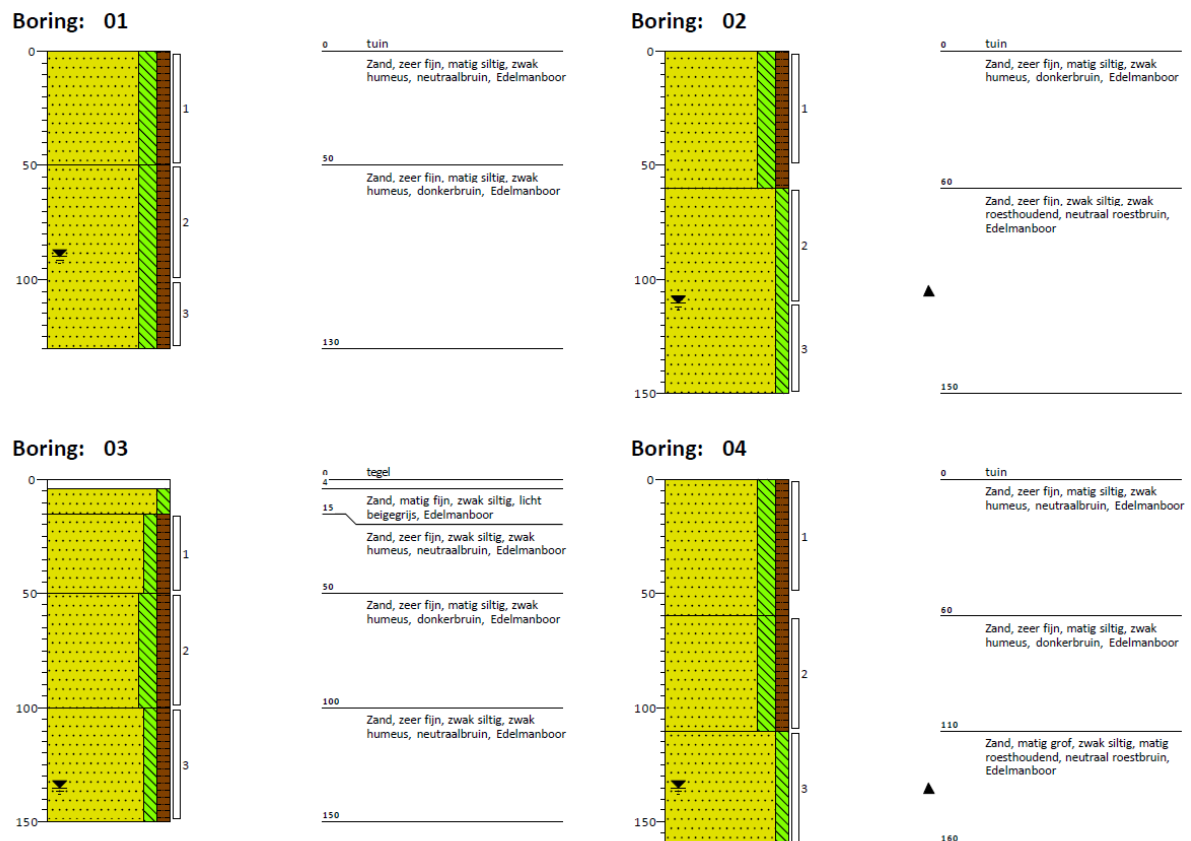 Boring: 01
0
50
100
1
2
3
0 tuin
Zand, zeer fijn, matig siltig, zwak
humeus, neutraalbruin, Edelmanboor
50
Zand, zeer fijn, matig siltig, zwak
humeus, donkerbruin, Edelmanboor
130
Boring: 02
0
50
100
150
1
2
3
0 tuin
Zand, zeer fijn, matig siltig, zwak
humeus, donkerbruin, Edelmanboor
60
Zand, zeer fijn, zwak siltig, zwak
roesthoudend, neutraal roestbruin,
Edelmanboor
150
Boring: 03
0
50
100
150
1
2
3
0 tegel
4
Zand, matig fijn, zwak siltig, licht
beigegrijs, Edelmanboor
15
Zand, zeer fijn, zwak siltig, zwak
humeus, neutraalbruin, Edelmanboor
50
Zand, zeer fijn, matig siltig, zwak
humeus, donkerbruin, Edelmanboor
100
Zand, zeer fijn, zwak siltig, zwak
humeus, neutraalbruin, Edelmanboor
150
Boring: 04
0
50
100
150
1
2
3
0 tuin
Zand, zeer fijn, matig siltig, zwak
humeus, neutraalbruin, Edelmanboor
60
Zand, zeer fijn, matig siltig, zwak
humeus, donkerbruin, Edelmanboor
110
Zand, matig grof, zwak siltig, matig
roesthoudend, neutraal roestbruin,
Edelmanboor
160